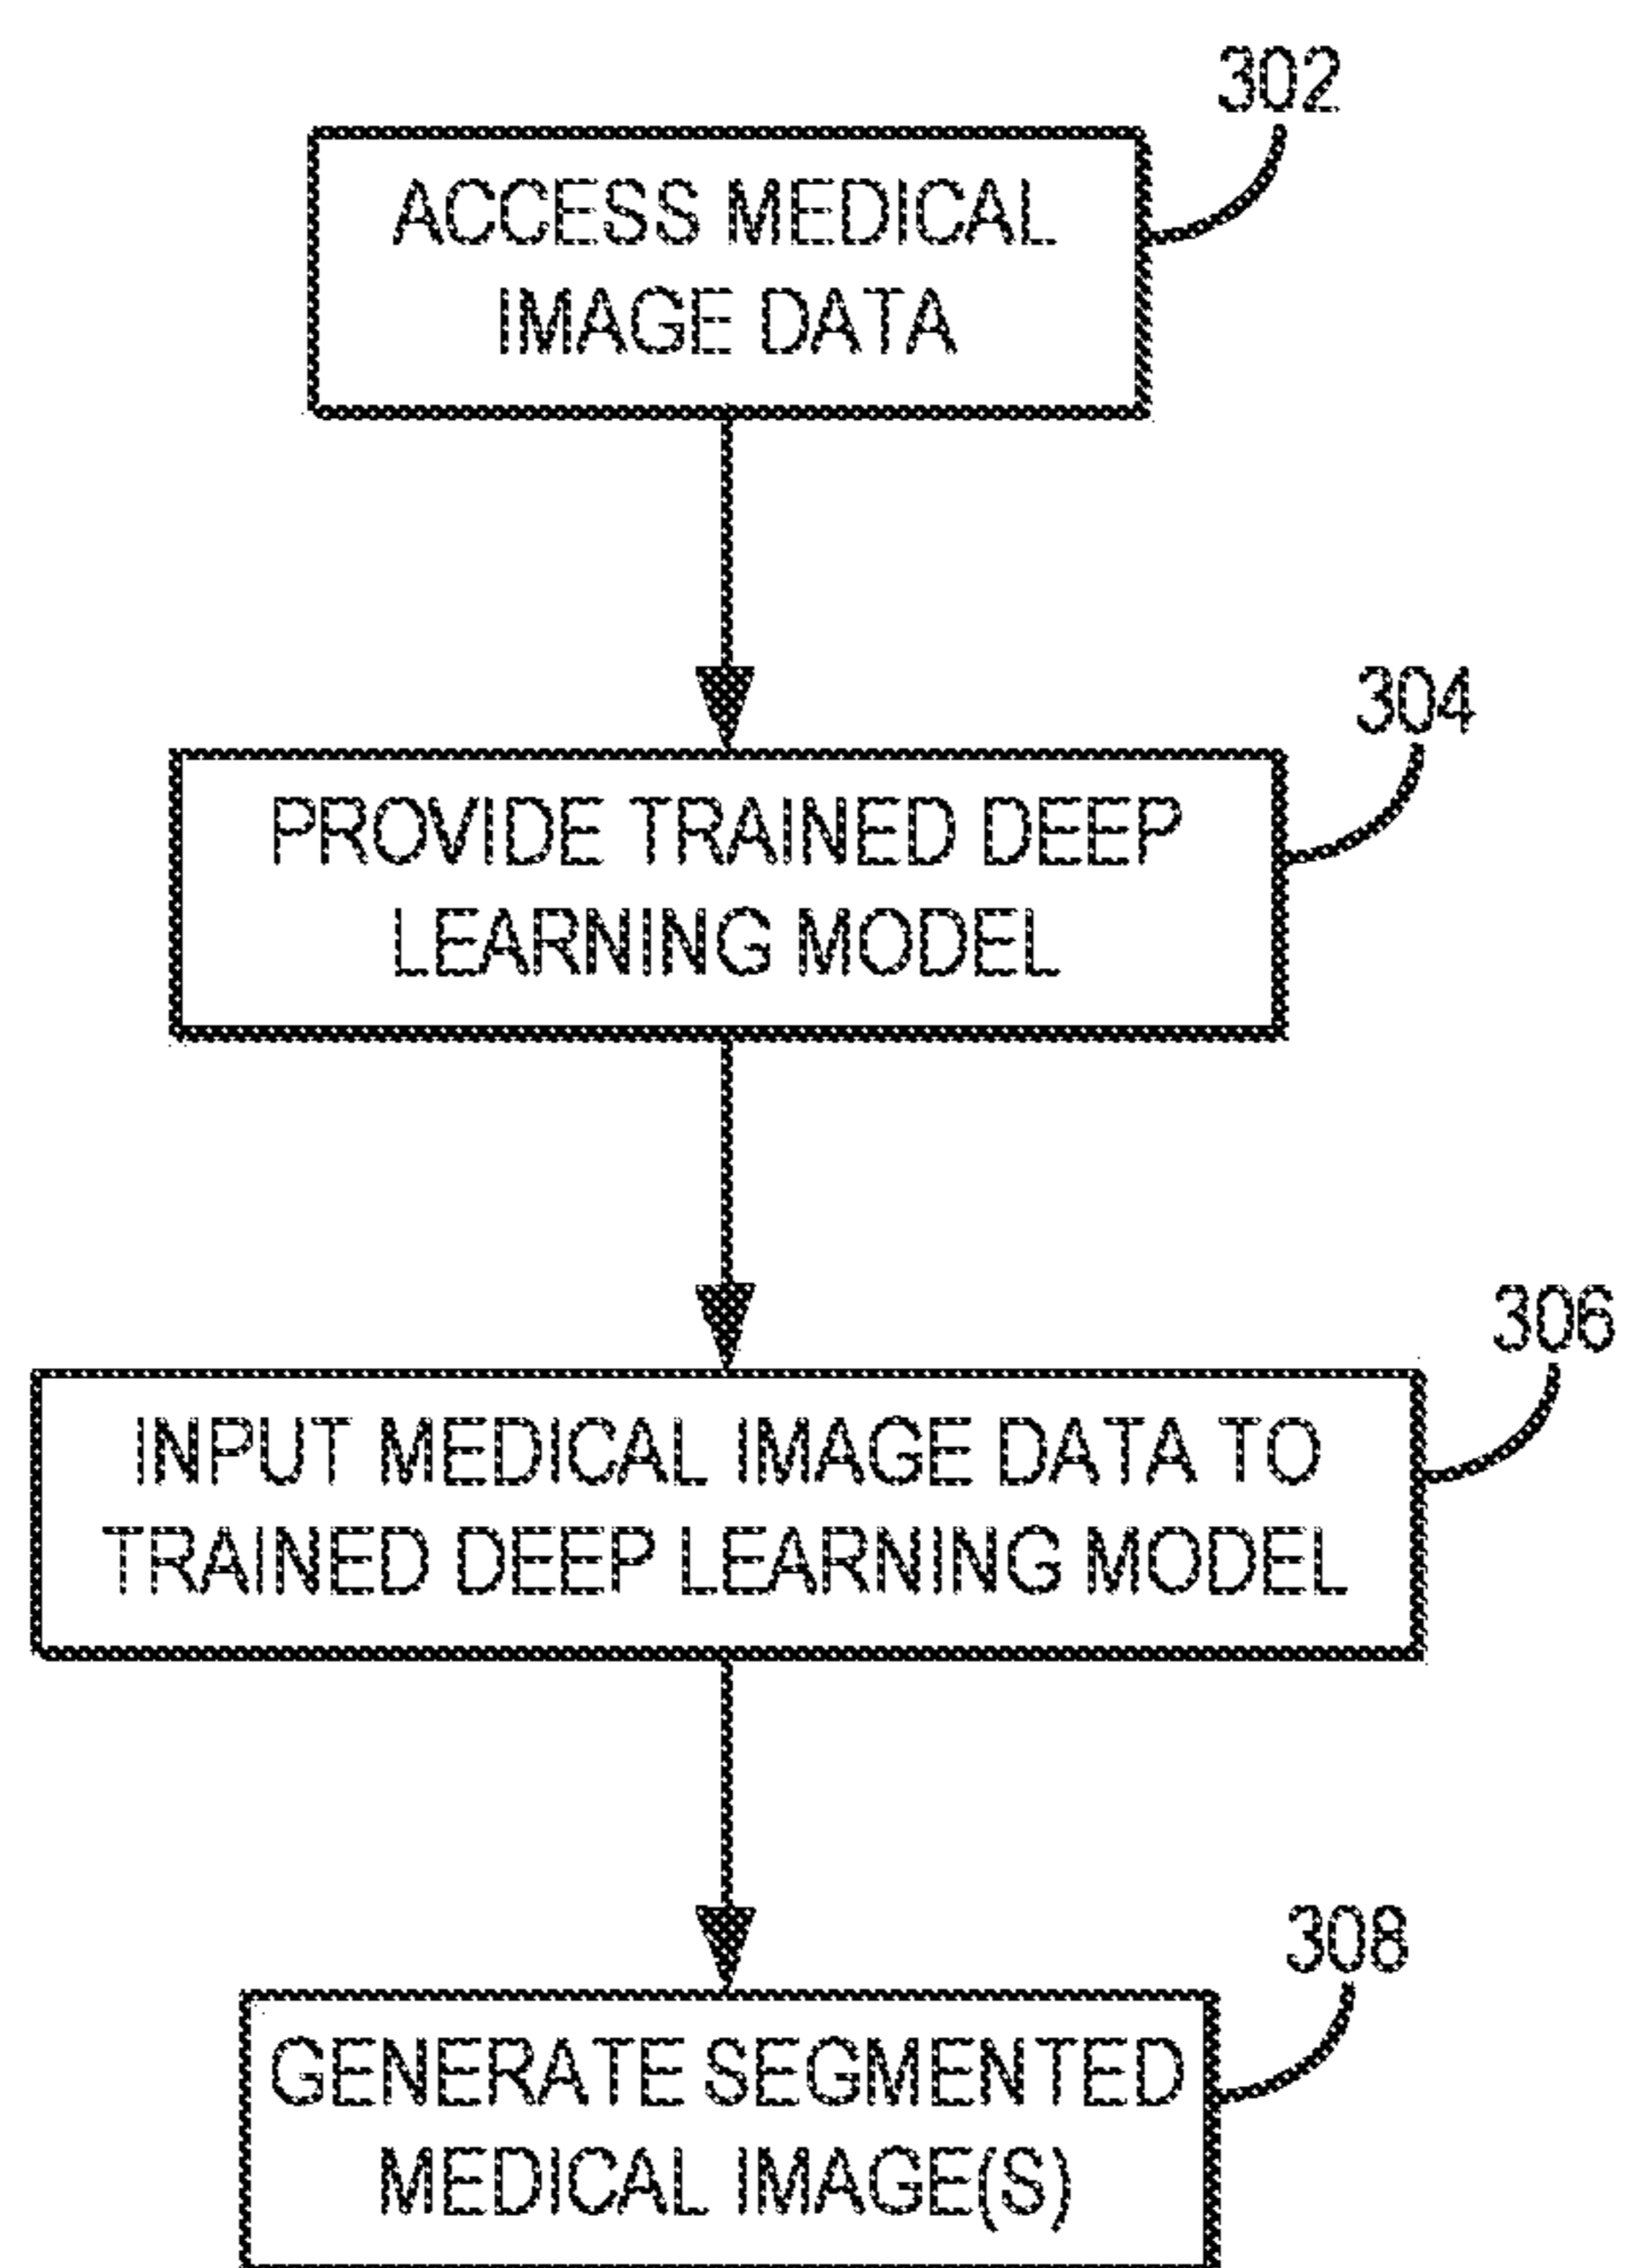 302
ACCESS MEDICAL
IMAGE DATA
304
PROVIDE TRAINED DEEP
LEARNING MODEL
306
INPUT MEDICAL IMAGE DATA TO
TRAINED DEEP LEARNING MODEL
308
GENERATE SEGMENTED
MEDICAL IMAGE(S)